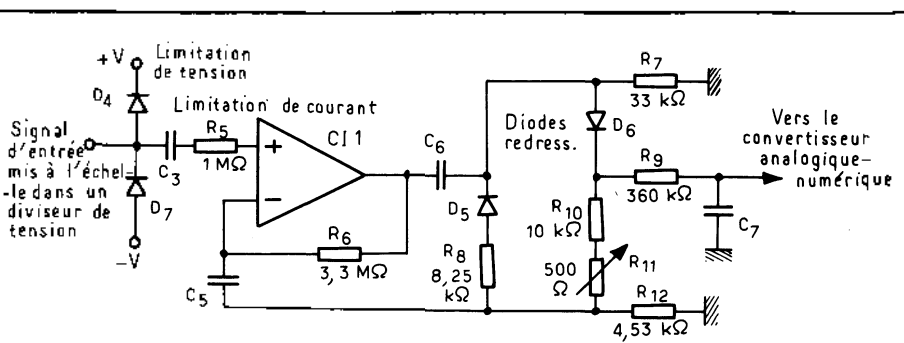 +V
Limitation
de tension
D4
Limitation de courant
Signal
d'entrée
mis à l'échel=
-le dans un
diviseur de
tension
C3
R5
1 MΩ
+
CI 1
−
D7
−V
C5
R6
3,3 MΩ
C6
D5
R8
8,25
kΩ
Diodes
redress.
D6
R7
33 kΩ
R9
360 kΩ
Vers le
convertisseur
analogique-
numérique
C7
R10
10 kΩ
500
Ω
R11
R12
4,53 kΩ